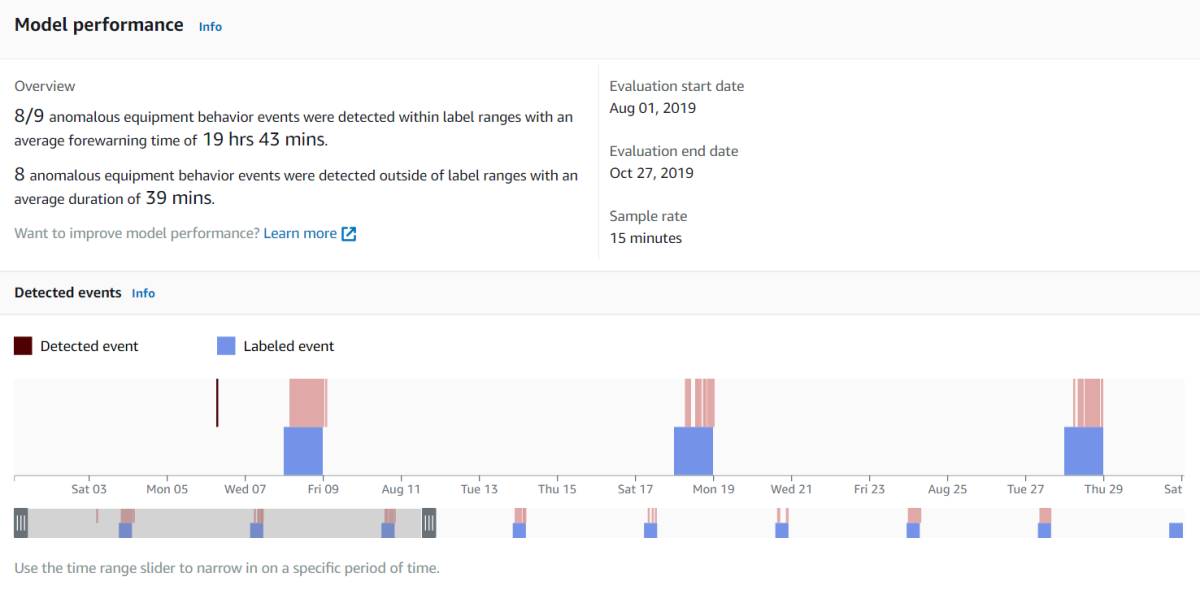 Model performance Info
Overview
8/9 anomalous equipment behavior events were detected within label ranges with an
average forewarning time of 19 hrs 43 mins.
8 anomalous equipment behavior events were detected outside of label ranges with an
average duration of 39 mins.
Want to improve model performance? Learn more
Evaluation start date
Aug 01, 2019
Evaluation end date
Oct 27, 2019
Sample rate
15 minutes
Detected events Info
Detected event Labeled event
Sat 03 Mon 05 Wed 07 Fri 09 Aug 11 Tue 13 Thu 15 Sat 17 Mon 19 Wed 21 Fri 23 Aug 25 Tue 27 Thu 29 Sat
Use the time range slider to narrow in on a specific period of time.